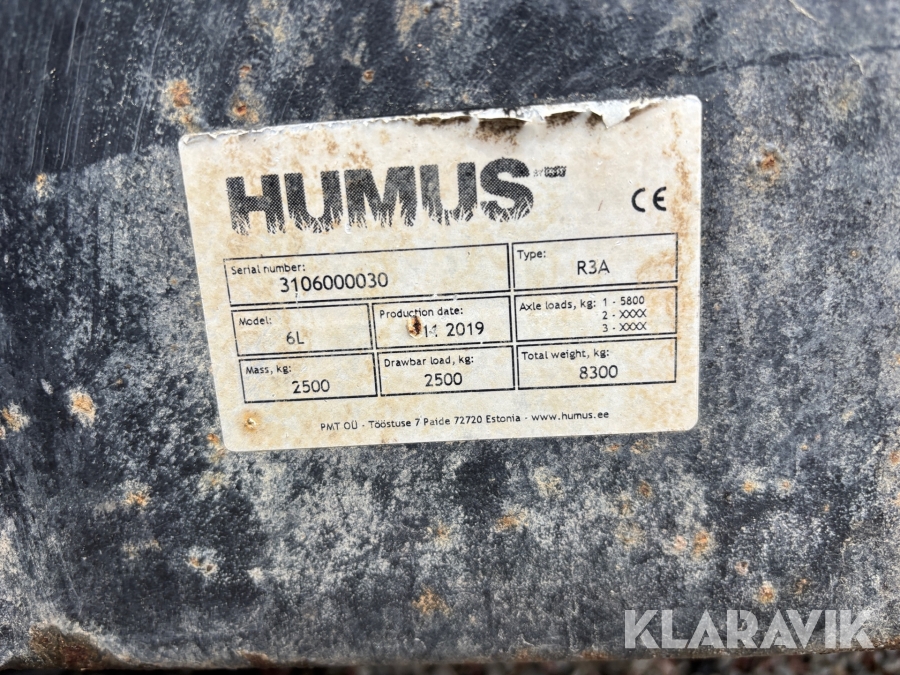 HUMUS
CE
Serial number: 3106000030
Type: R3A
Model: 6L
Production date: 11 2019
Axle loads, kg: 1 - 5800
2 - XXXX
3 - XXXX
Mass, kg: 2500
Drawbar load, kg: 2500
Total weight, kg: 8300
PMT OÜ - Tööstuse 7 Paide 72720 Estonia - www.humus.ee
KLARAVIK